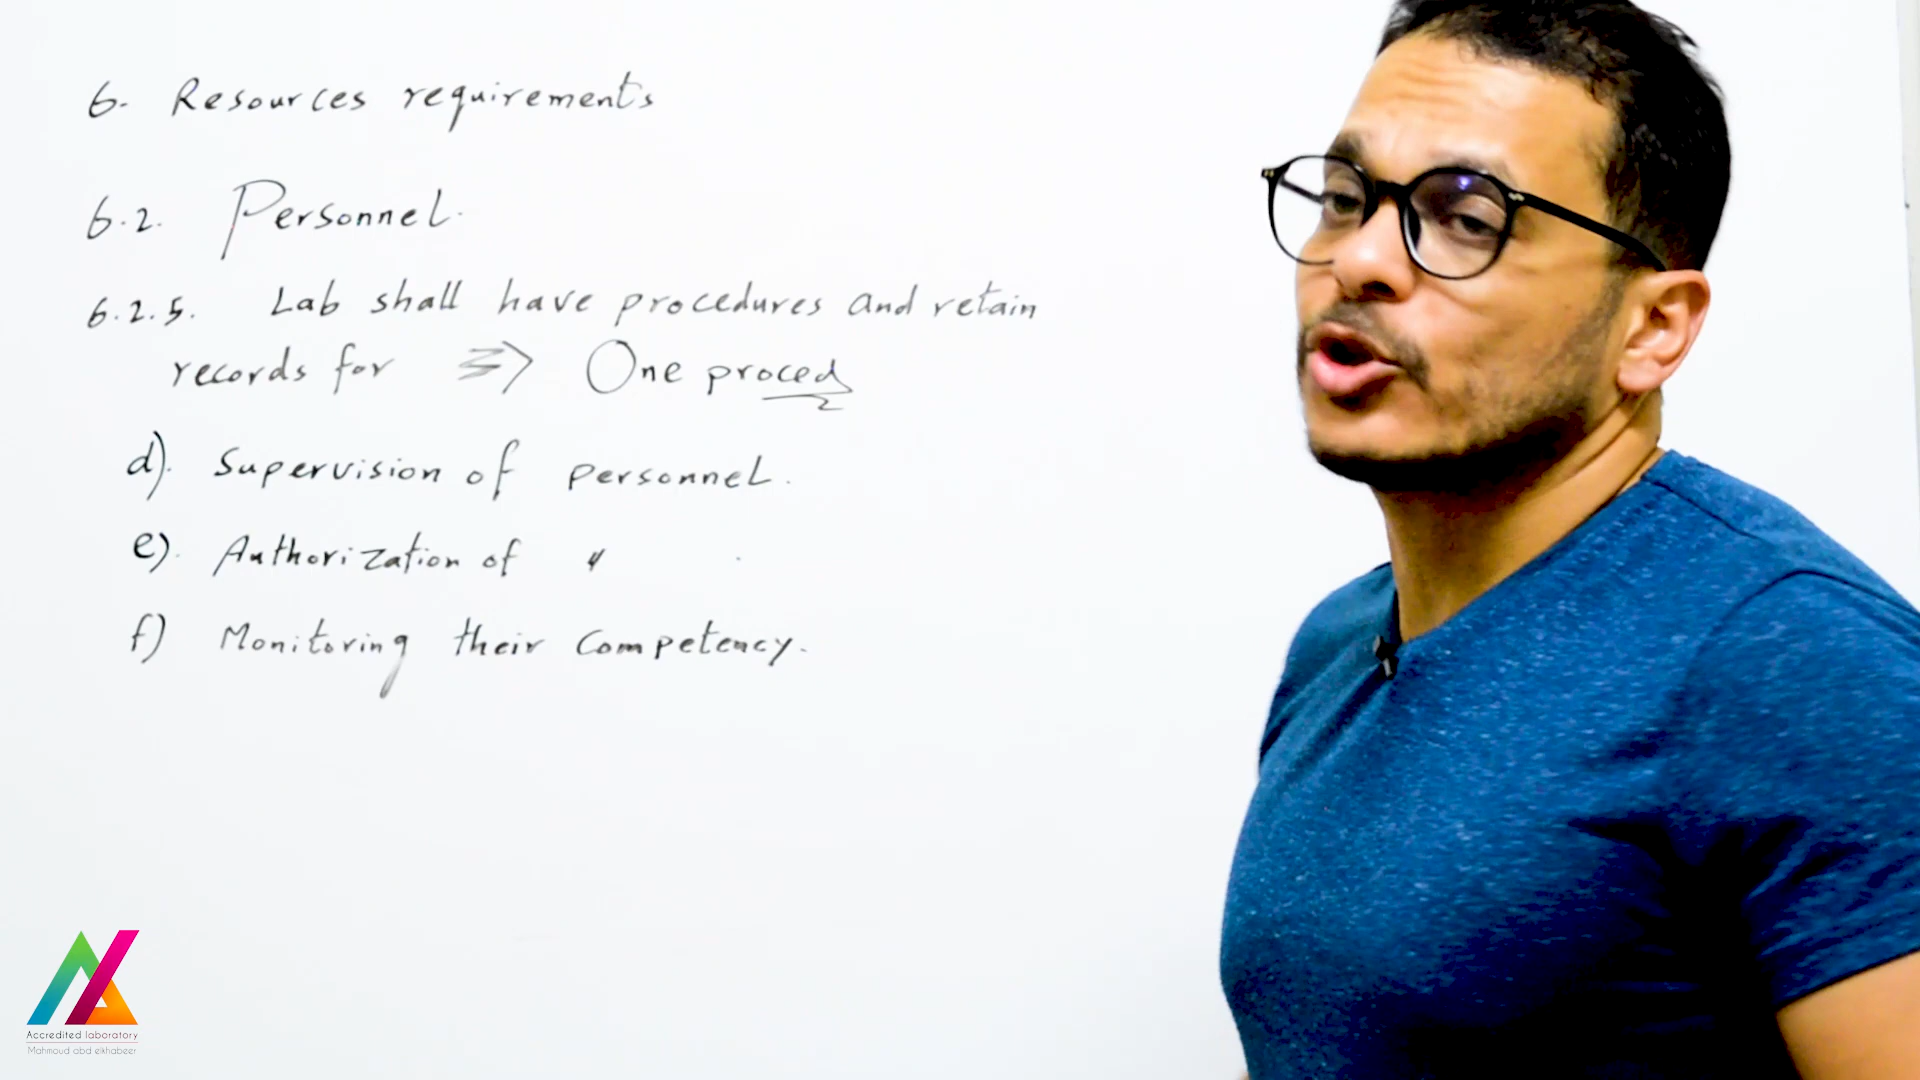 6. Resources requirements
6.2. Personnel.
6.2.5. Lab shall have procedures and retain
records for => One proced
d). Supervision of personnel.
e). Authorization of "
f) Monitoring their Competency.
Accredited laboratory
Mahmoud abd elkhabeer